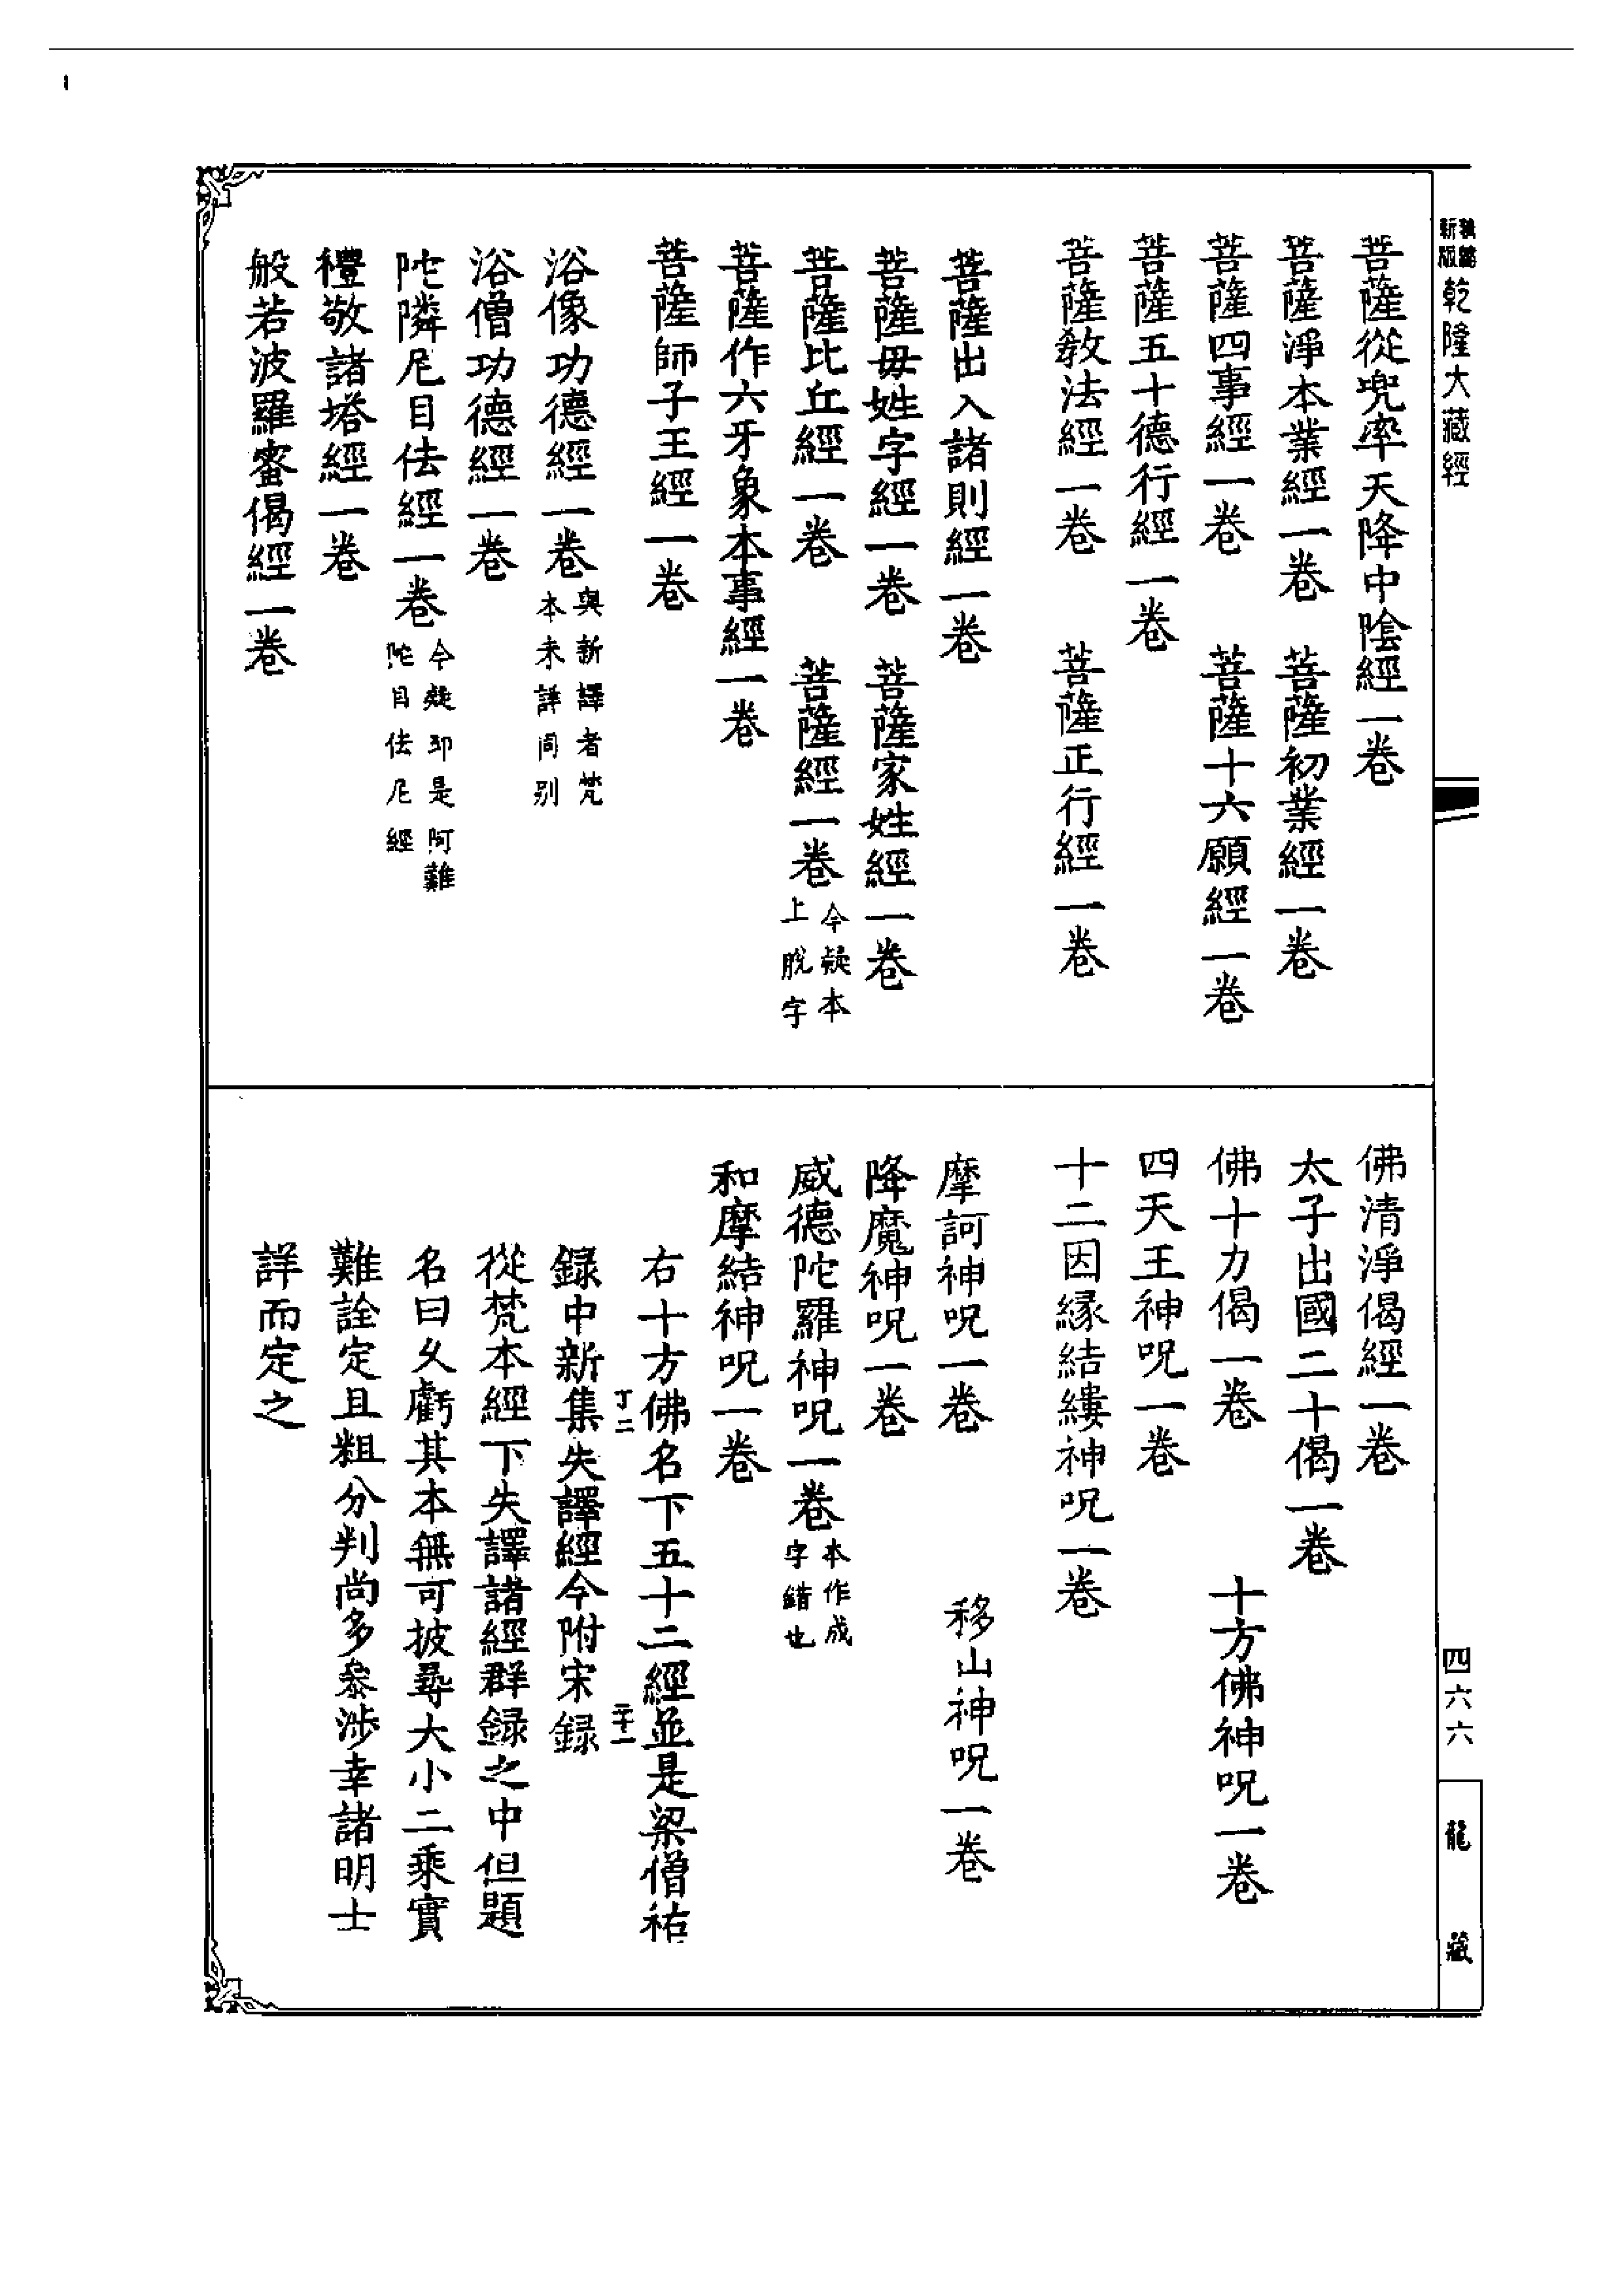 乾隆大藏經
菩薩從兜率天降中陰經一卷
菩薩淨本業經一卷　菩薩初業經一卷
菩薩四事經一卷　菩薩十六願經一卷
菩薩五十德行經一卷
菩薩教法經一卷　菩薩正行經一卷
菩薩出入諸則經一卷
菩薩毋姓字經一卷　菩薩家姓經一卷
菩薩比丘經一卷　菩薩經一卷今疑本上脫字
菩薩作六牙象本事經一卷
菩薩師子王經一卷
浴像功德經一卷與新譯者梵本未詳同別
浴僧功德經一卷
陀隣尼目佉經一卷今疑即是阿難陀目佉尼經
禮敬諸塔經一卷
般若波羅蜜偈經一卷
佛清淨偈經一卷
太子出國二十偈一卷
佛十力偈一卷　十方佛神呪一卷
四天王神呪一卷
十二因緣結縷神呪一卷
摩訶神呪一卷　移山神呪一卷
降魔神呪一卷
威德陀羅神呪一卷本作成字錯也
和摩結神呪一卷
右十方佛名下五十二經並是梁僧祐
丁二　二十一
録中新集失譯經今附宋録
從梵本經下失譯諸經群録之中但題
名曰久虧其本無可披尋大小二乘實
難詮定且粗分判尚多叅涉幸諸明士
詳而定之
四六六
龍藏